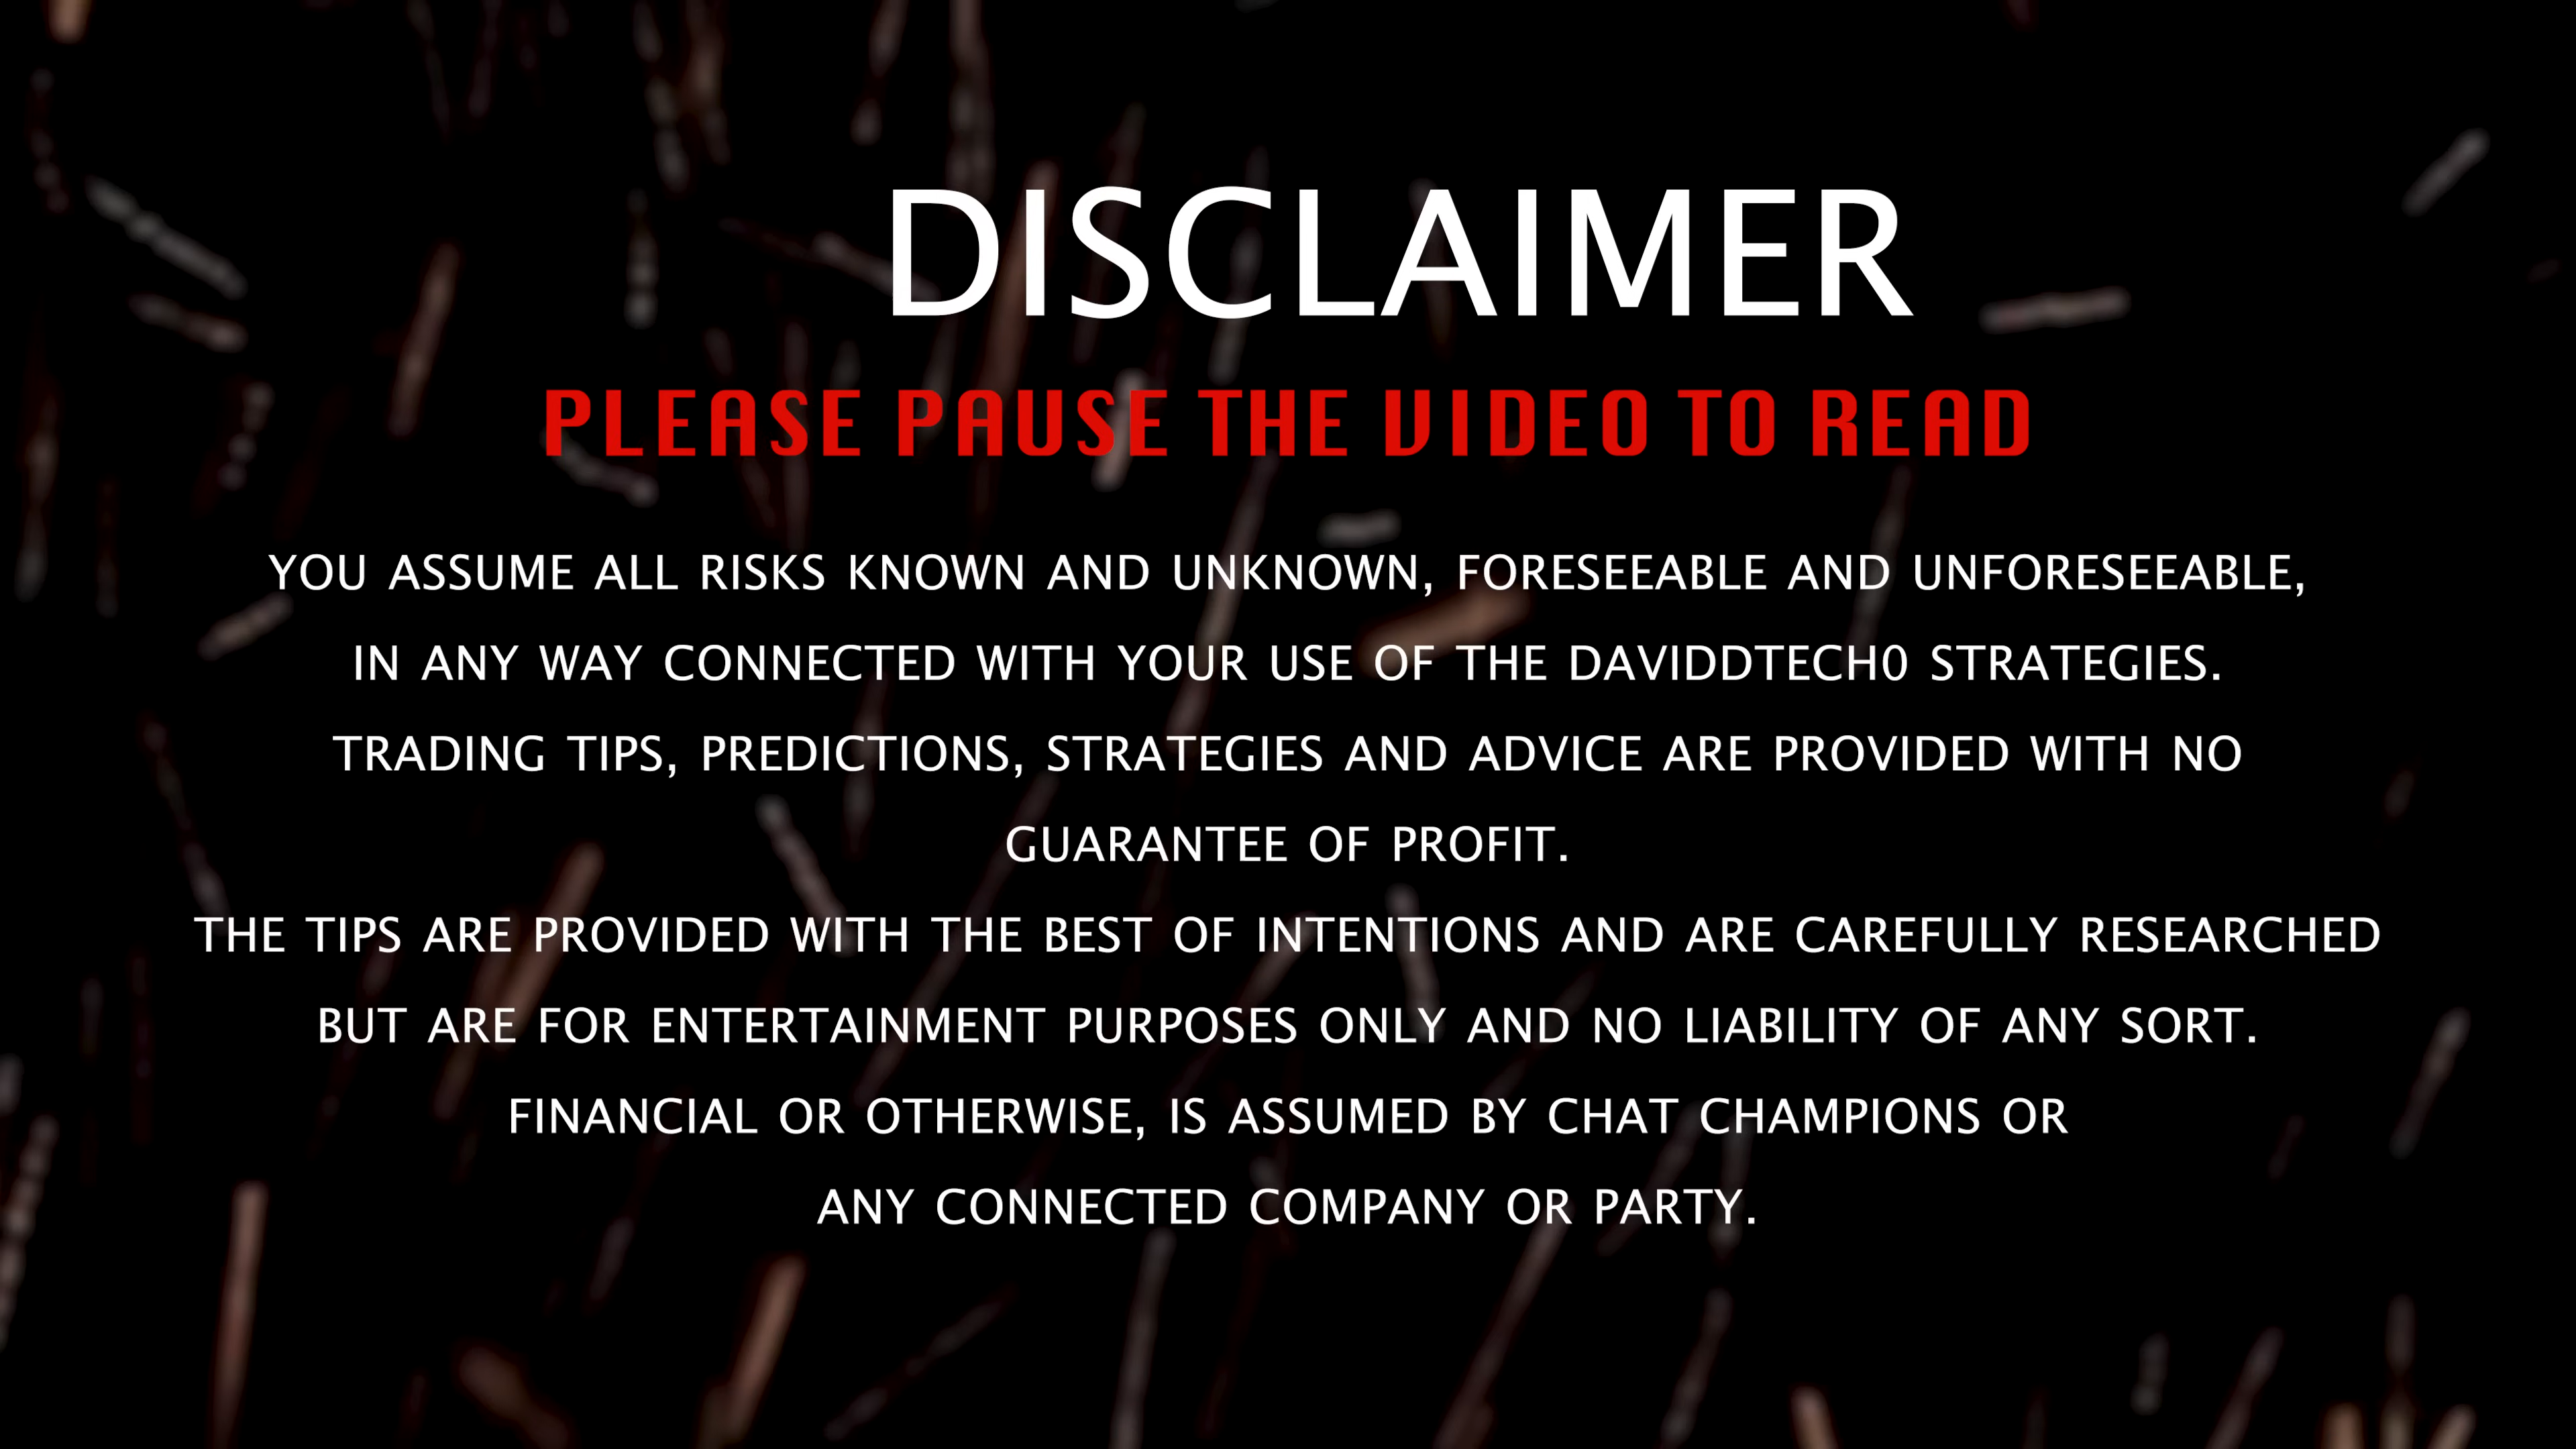 DISCLAIMER
PLEASE PAUSE THE VIDEO TO READ
YOU ASSUME ALL RISKS KNOWN AND UNKNOWN, FORESEEABLE AND UNFORESEEABLE,
IN ANY WAY CONNECTED WITH YOUR USE OF THE DAVIDDTECH0 STRATEGIES.
TRADING TIPS, PREDICTIONS, STRATEGIES AND ADVICE ARE PROVIDED WITH NO
GUARANTEE OF PROFIT.
THE TIPS ARE PROVIDED WITH THE BEST OF INTENTIONS AND ARE CAREFULLY RESEARCHED
BUT ARE FOR ENTERTAINMENT PURPOSES ONLY AND NO LIABILITY OF ANY SORT.
FINANCIAL OR OTHERWISE, IS ASSUMED BY CHAT CHAMPIONS OR
ANY CONNECTED COMPANY OR PARTY.